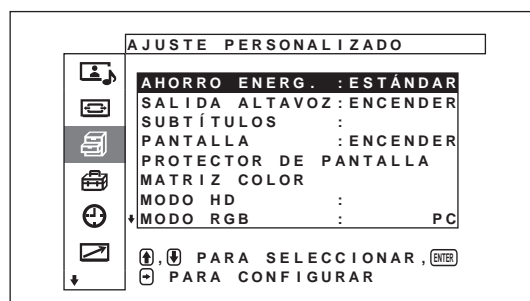 AJUSTE PERSONALIZADO
AHORRO ENERG. :ESTÁNDAR
SALIDA ALTAVOZ:ENCENDER
SUBTÍTULOS :
PANTALLA :ENCENDER
PROTECTOR DE PANTALLA
MATRIZ COLOR
MODO HD :
MODO RGB : PC
, PARA SELECCIONAR, ENTER
PARA CONFIGURAR